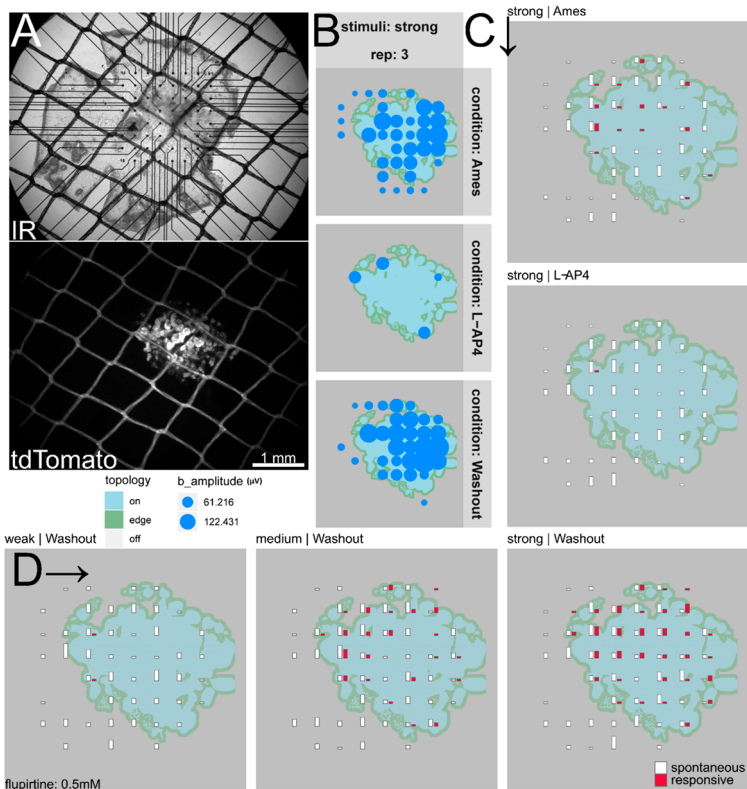 A
IR
tdTomato
1 mm
B
stimuli: strong
rep: 3
condition: Ames
condition: L−AP4
condition: Washout
topology
on
edge
off
b_amplitude (μV)
61.216
122.431
C
strong | Ames
strong | L-AP4
weak | Washout
D
medium | Washout
strong | Washout
flupirtine: 0.5mM
spontaneous
responsive